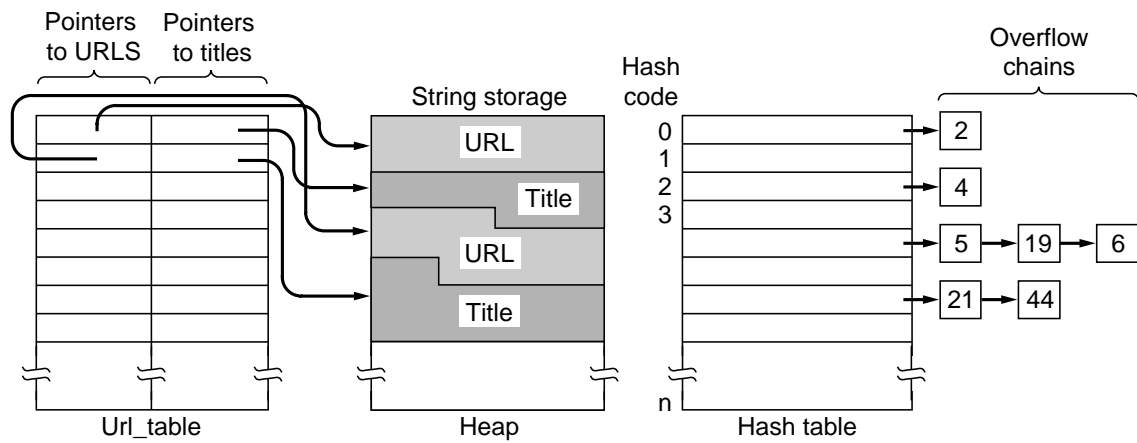 Pointers
to URLS
Pointers
to titles
Overflow
chains
Hash
code
String storage
URL
Title
URL
Title
0
1
2
3
n
2
4
5 19 6
21 44
Url_table
Heap
Hash table